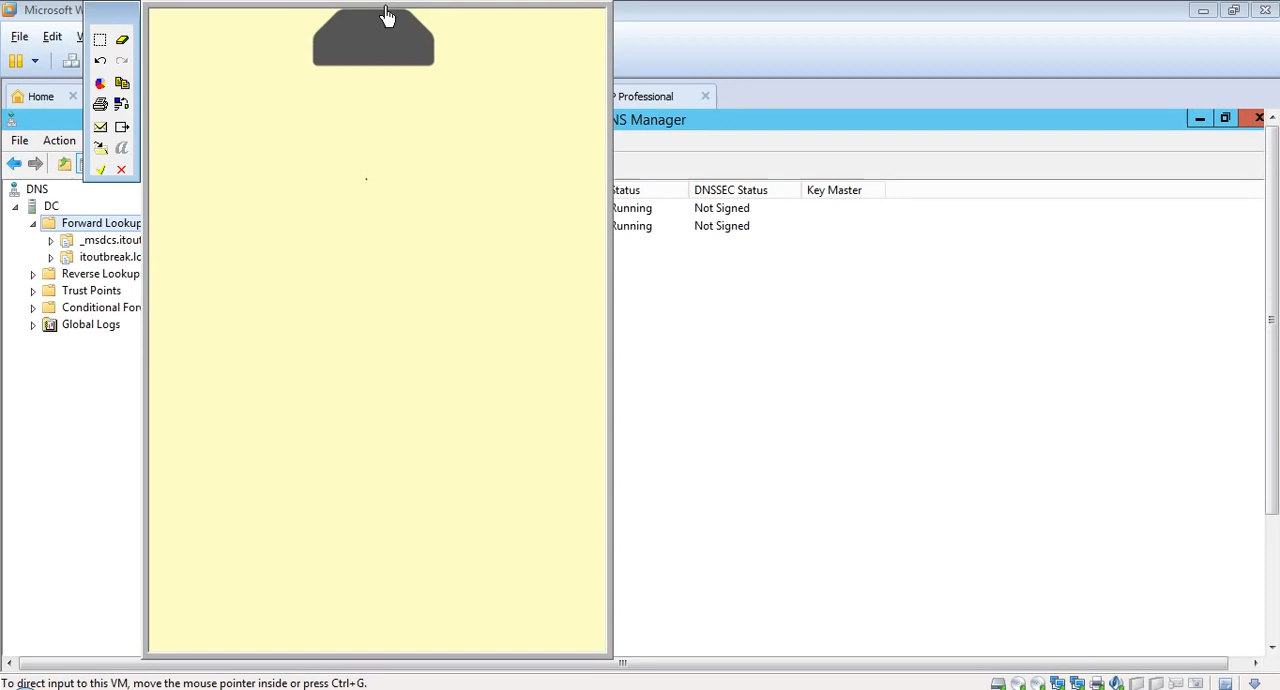 Microsoft W
File Edit V
Home
P Professional
NS Manager
File Action
DNS
DC
Forward Lookup
_msdcs.itout
itoutbreak.lc
Reverse Lookup
Trust Points
Conditional For
Global Logs
Status DNSSEC Status Key Master
Running Not Signed
Running Not Signed
To direct input to this VM, move the mouse pointer inside or press Ctrl+G.